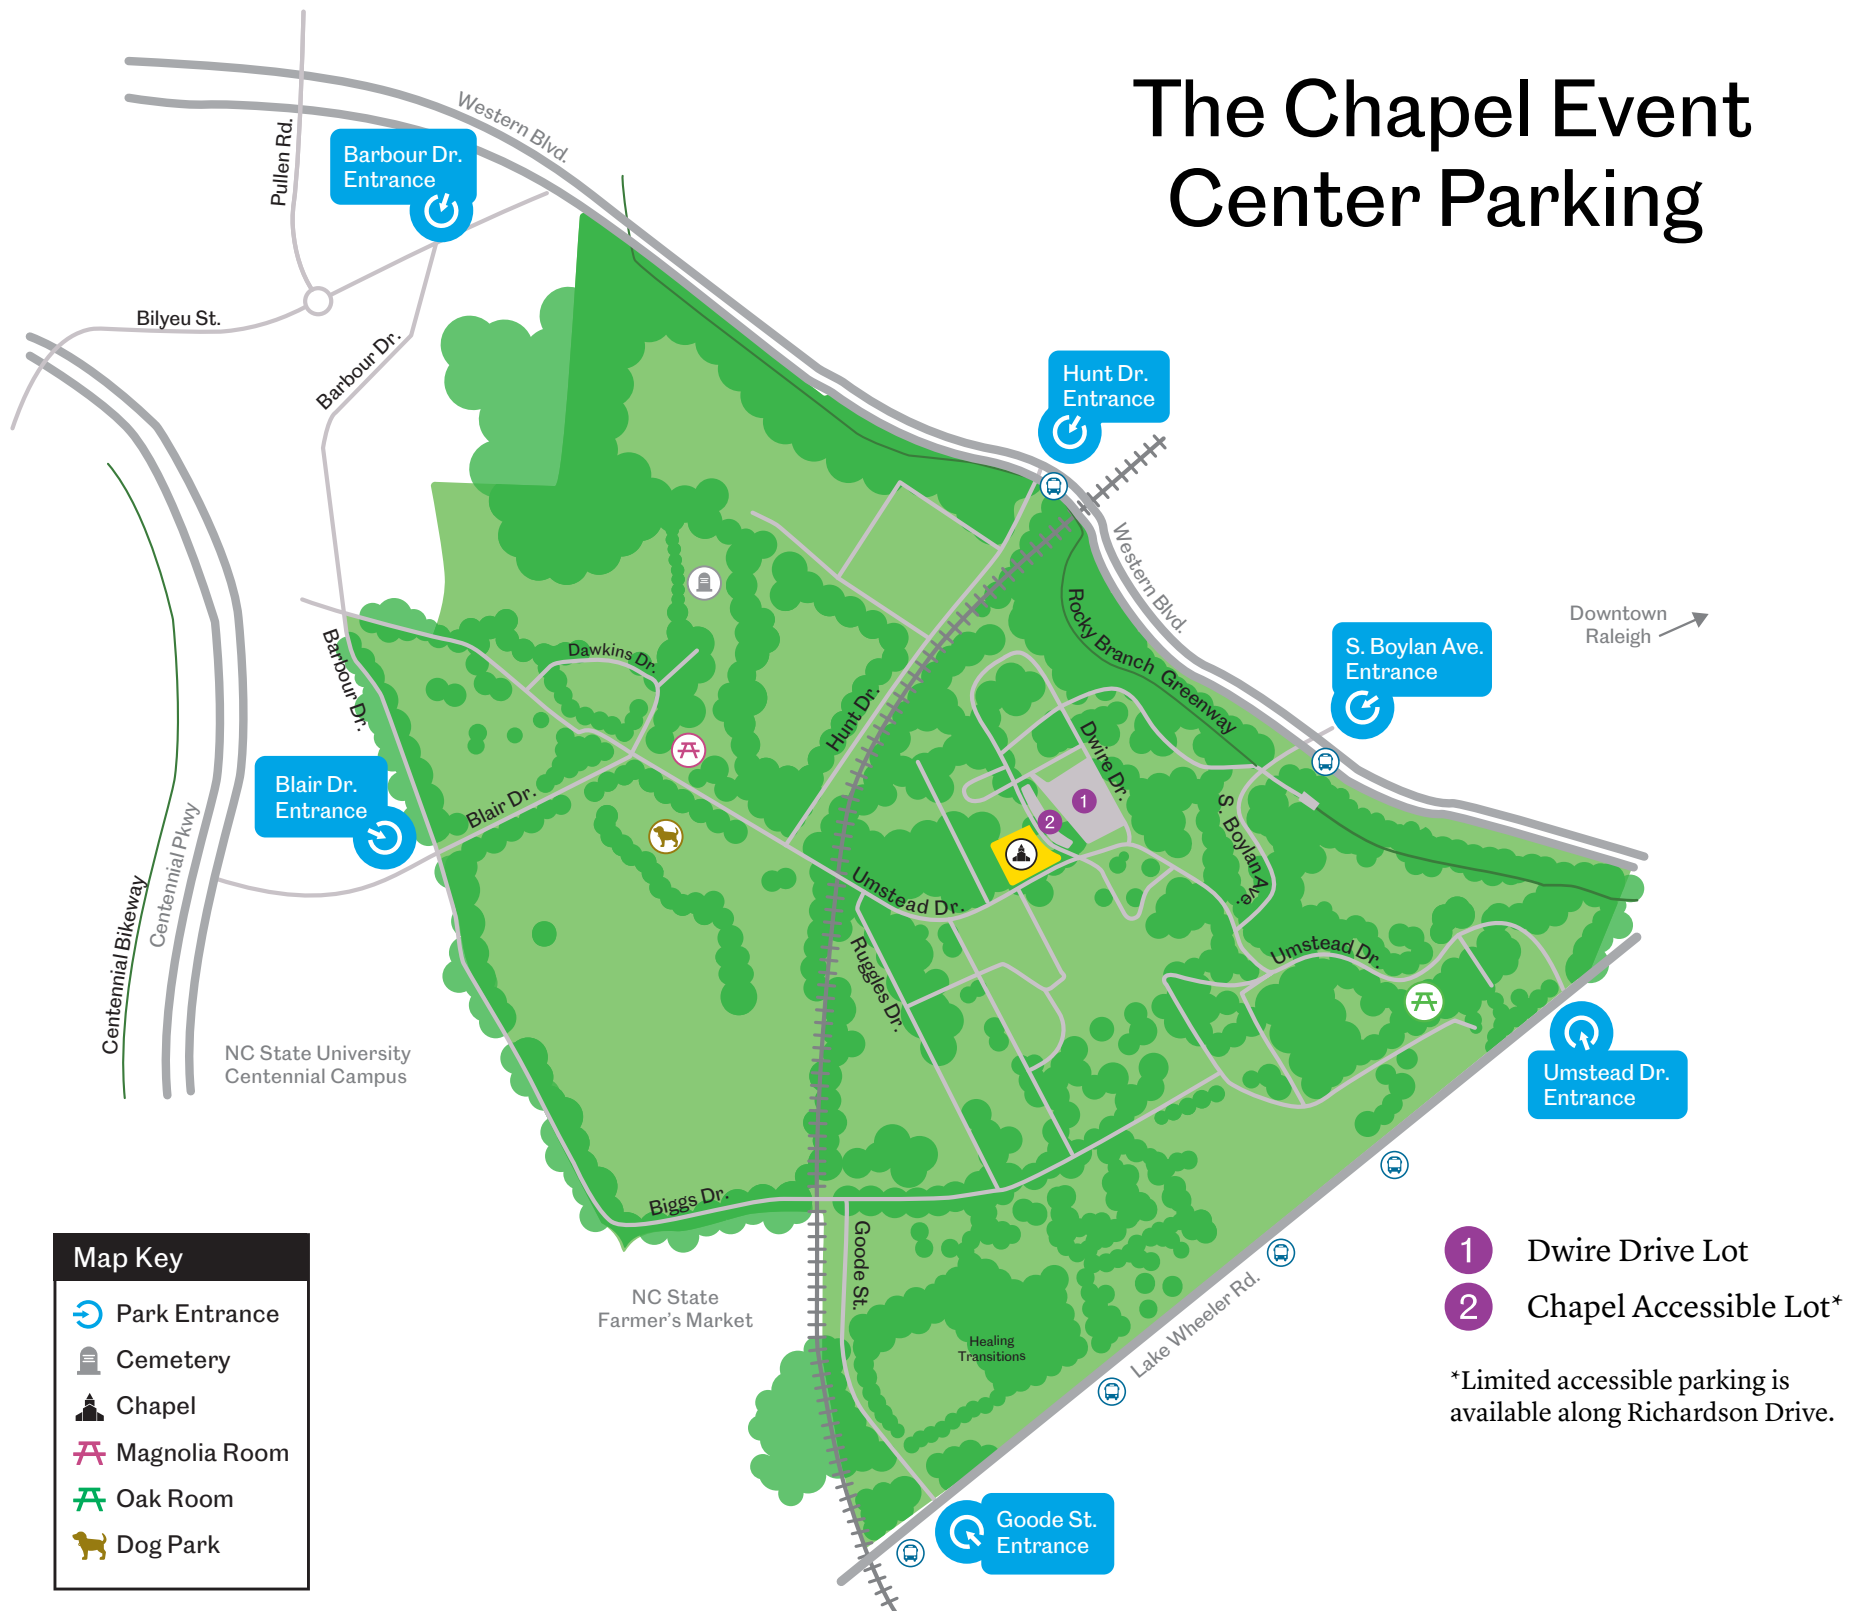 The Chapel Event
Center Parking
Western Blvd.
Pullen Rd.
Barbour Dr.
Entrance
Bilyeu St.
Barbour Dr.
Hunt Dr.
Entrance
Western Blvd.
Rocky Branch Greenway
Downtown
Raleigh
S. Boylan Ave.
Entrance
Barbour Dr.
Dawkins Dr.
Hunt Dr.
Dwire Dr.
1
2
S. Boylan Ave.
Blair Dr.
Entrance
Blair Dr.
Umstead Dr.
Umstead Dr.
Ruggles Dr.
Centennial Bikeway
Centennial Pkwy
NC State University
Centennial Campus
Umstead Dr.
Entrance
Biggs Dr.
Goode St.
NC State
Farmer's Market
Healing
Transitions
Lake Wheeler Rd.
Goode St.
Entrance
Map Key
Park Entrance
Cemetery
Chapel
Magnolia Room
Oak Room
Dog Park
1 Dwire Drive Lot
2 Chapel Accessible Lot*
*Limited accessible parking is
available along Richardson Drive.